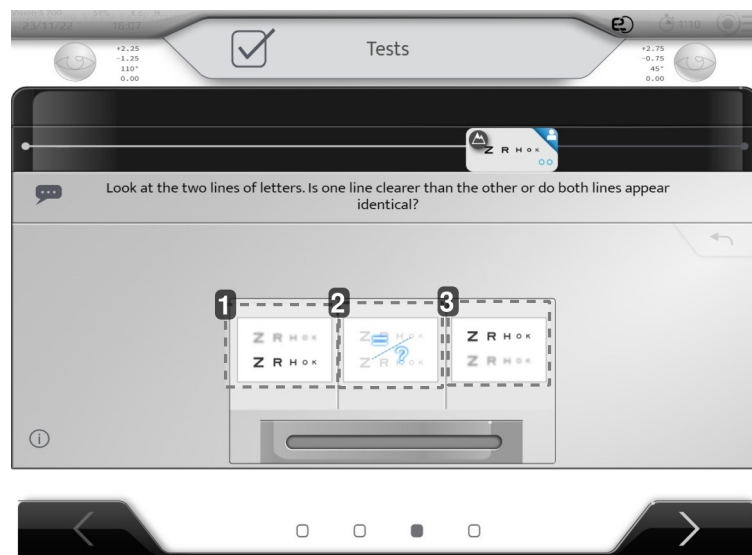 23/11/22
16:07
Tests
1:10
+2.25
-1.25
110°
0.00
+2.75
-0.75
45°
0.00
Z R H O K
Look at the two lines of letters. Is one line clearer than the other or do both lines appear
identical?
1
2
3
Z R H O K
Z R H O K
Z R H O K
= ?
Z R H O K
Z R H O K
Z R H O K